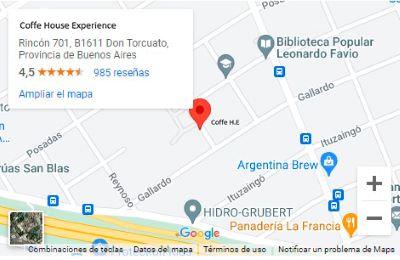 Coffe House Experience
Rincón 701, B1611 Don Torcuato,
Provincia de Buenos Aires
4,5
985 reseñas
Ampliar el mapa
Biblioteca Popular
Leonardo Favio
Gallardo
Coffe H.E
Posadas
Ituzaingó
Argentina Brew
rúas San Blas
Reynoso
Gallardo
Ituzaingó
HIDRO-GRUBERT
Google
Panadería La Francia
+
−
Combinaciones de teclas
Datos del mapa
Términos de uso
Notificar un problema de Maps